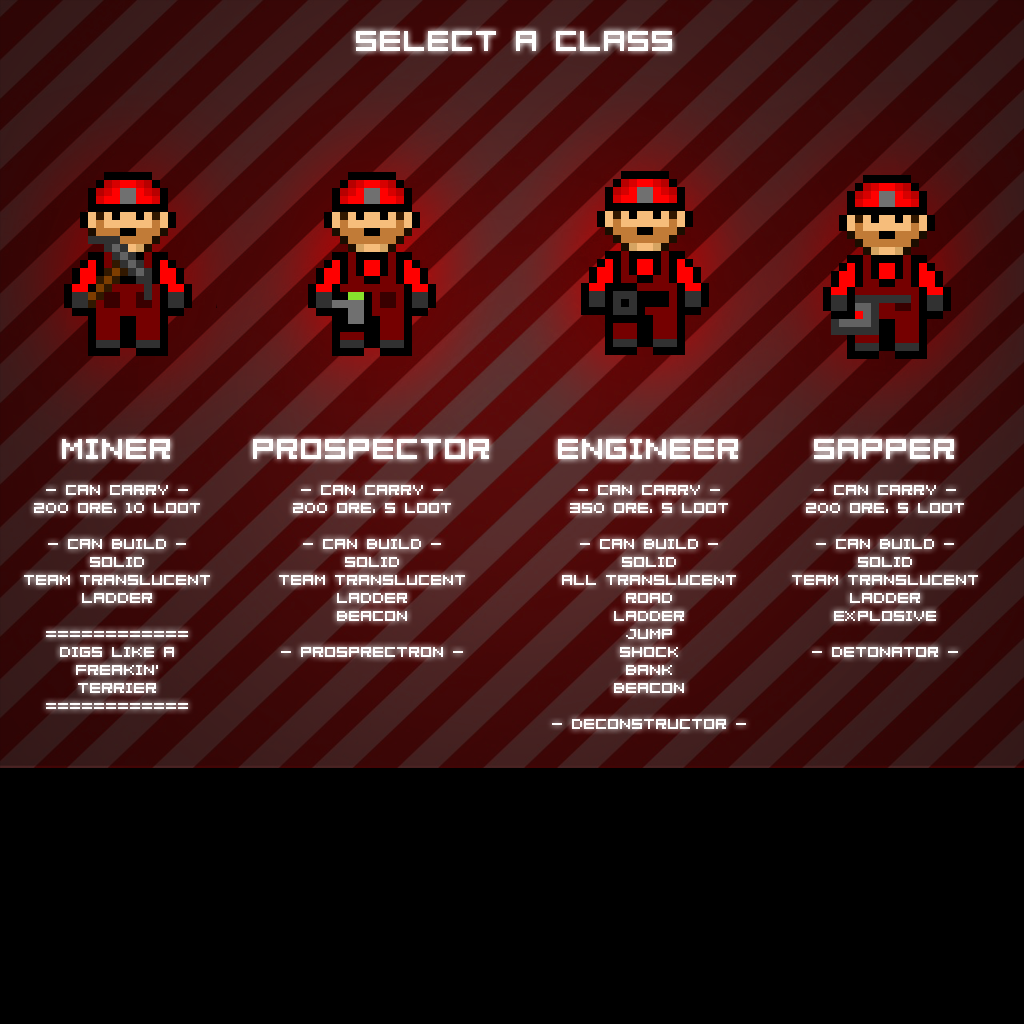 SELECT A CLASS
MINER
- CAN CARRY -
200 ORE, 10 LOOT
- CAN BUILD -
SOLID
TEAM TRANSLUCENT
LADDER
============
DIGS LIKE A
FREAKIN'
TERRIER
============
PROSPECTOR
- CAN CARRY -
200 ORE, 5 LOOT
- CAN BUILD -
SOLID
TEAM TRANSLUCENT
LADDER
BEACON
- PROSPRECTRON -
ENGINEER
- CAN CARRY -
350 ORE, 5 LOOT
- CAN BUILD -
SOLID
ALL TRANSLUCENT
ROAD
LADDER
JUMP
SHOCK
BANK
BEACON
- DECONSTRUCTOR -
SAPPER
- CAN CARRY -
200 ORE, 5 LOOT
- CAN BUILD -
SOLID
TEAM TRANSLUCENT
LADDER
EXPLOSIVE
- DETONATOR -